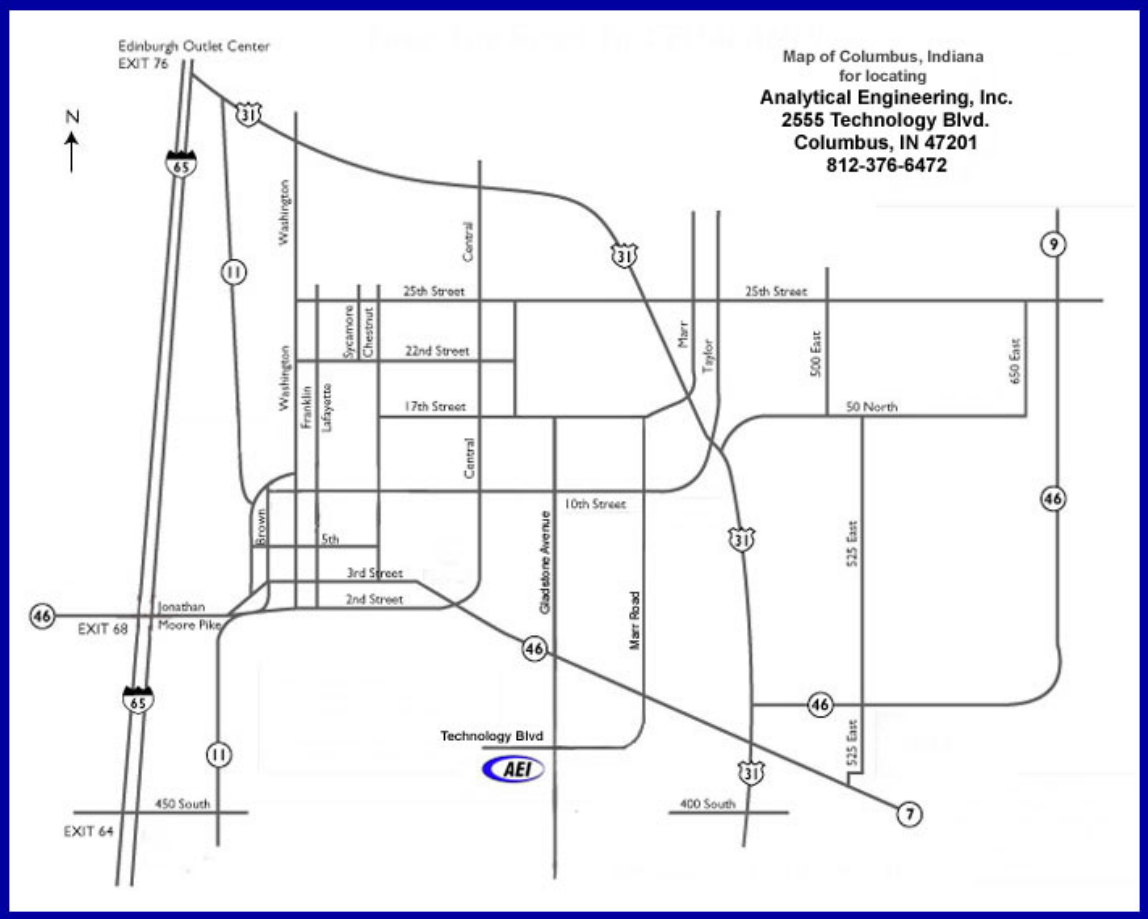 Edinburgh Outlet Center
EXIT 76
Map of Columbus, Indiana
for locating
Analytical Engineering, Inc.
2555 Technology Blvd.
Columbus, IN 47201
812-376-6472
N
31
65
Washington
Central
9
31
11
25th Street
25th Street
Sycamore
Chestnut
Marr
Taylor
500 East
650 East
22nd Street
Washington
Franklin
Lafayette
17th Street
50 North
Central
46
10th Street
Brown
5th
31
525 East
Gladstone Avenue
3rd Street
2nd Street
Marr Road
46
Jonathan
Moore Pike
EXIT 68
46
65
46
Technology Blvd
AEI
11
525 East
31
450 South
400 South
7
EXIT 64